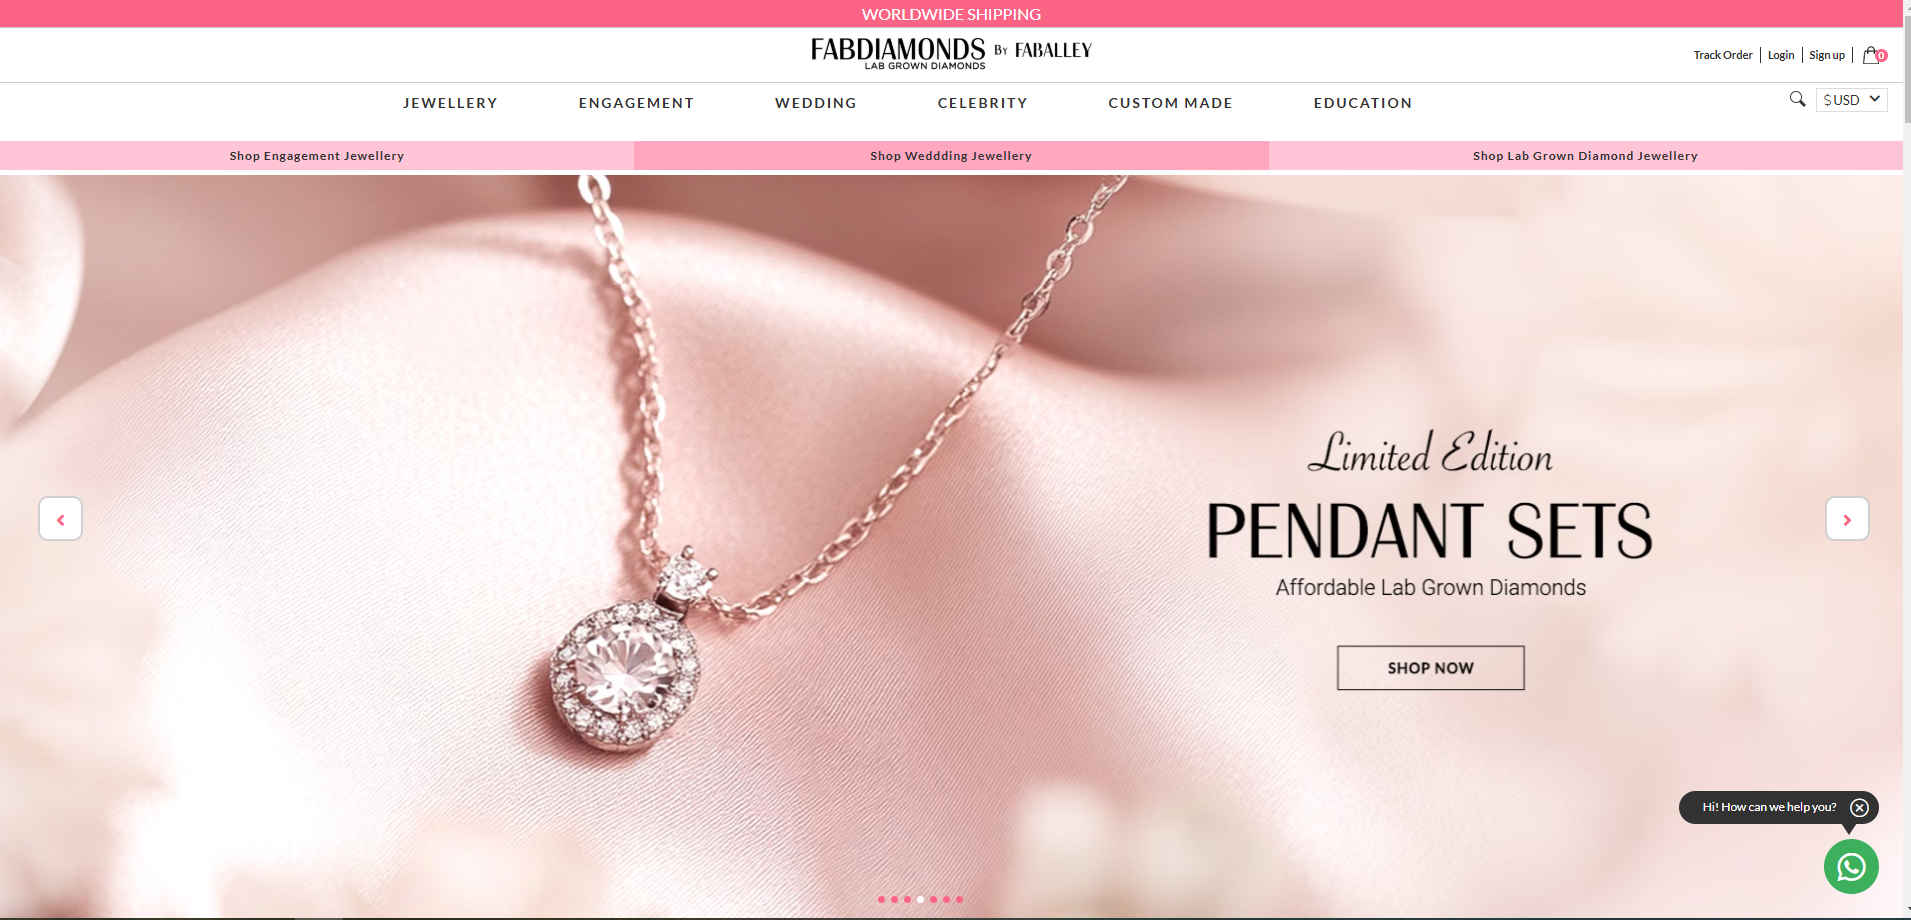 WORLDWIDE SHIPPING
FABDIAMONDS BY FABALLEY
LAB GROWN DIAMONDS
Track Order Login Sign up 0
JEWELLERY ENGAGEMENT WEDDING CELEBRITY CUSTOM MADE EDUCATION
$ USD
Shop Engagement Jewellery Shop Weddding Jewellery Shop Lab Grown Diamond Jewellery
Limited Edition
PENDANT SETS
Affordable Lab Grown Diamonds
SHOP NOW
Hi! How can we help you?